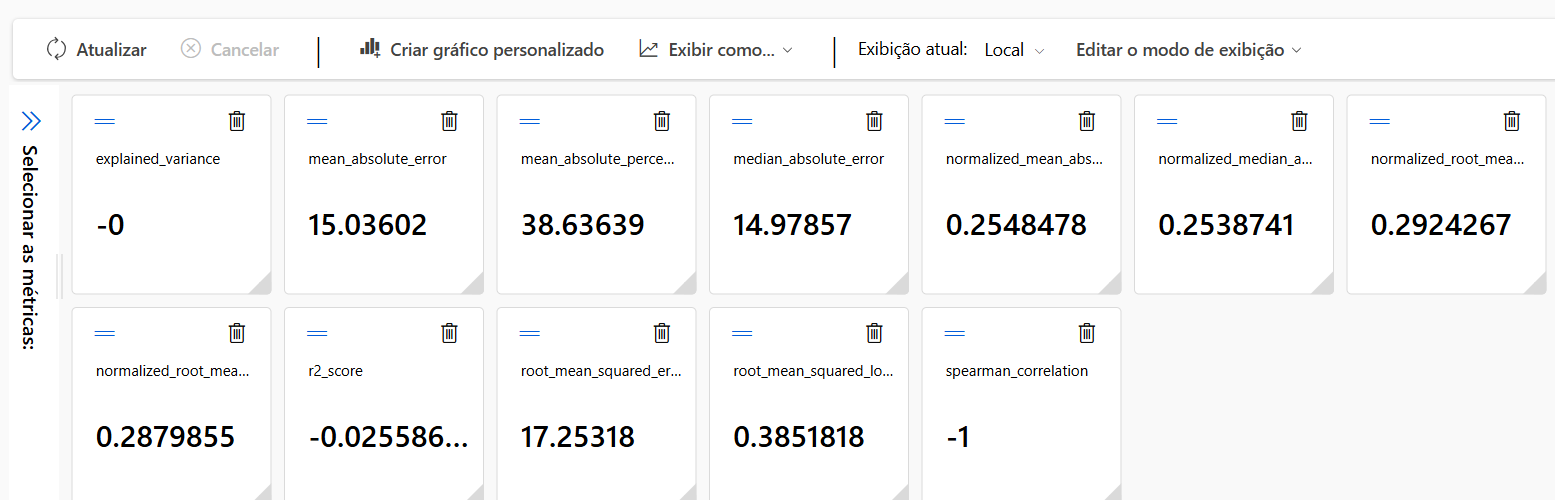 Atualizar Cancelar Criar gráfico personalizado Exibir como... Exibição atual: Local Editar o modo de exibição
Selecionar as métricas:
explained_variance mean_absolute_error mean_absolute_perce... median_absolute_error normalized_mean_abs... normalized_median_a... normalized_root_mea...
-0 15.03602 38.63639 14.97857 0.2548478 0.2538741 0.2924267
normalized_root_mea... r2_score root_mean_squared_er... root_mean_squared_lo... spearman_correlation
0.2879855 -0.025586... 17.25318 0.3851818 -1